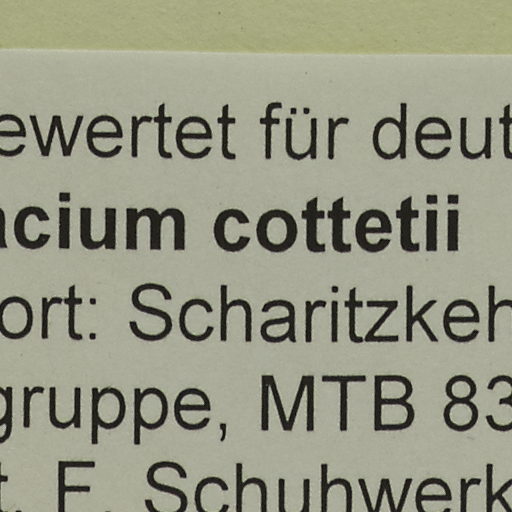 ewertet für deut
acium cottetii
ort: Scharitzkeh
gruppe, MTB 83
t. F. Schuhwerk